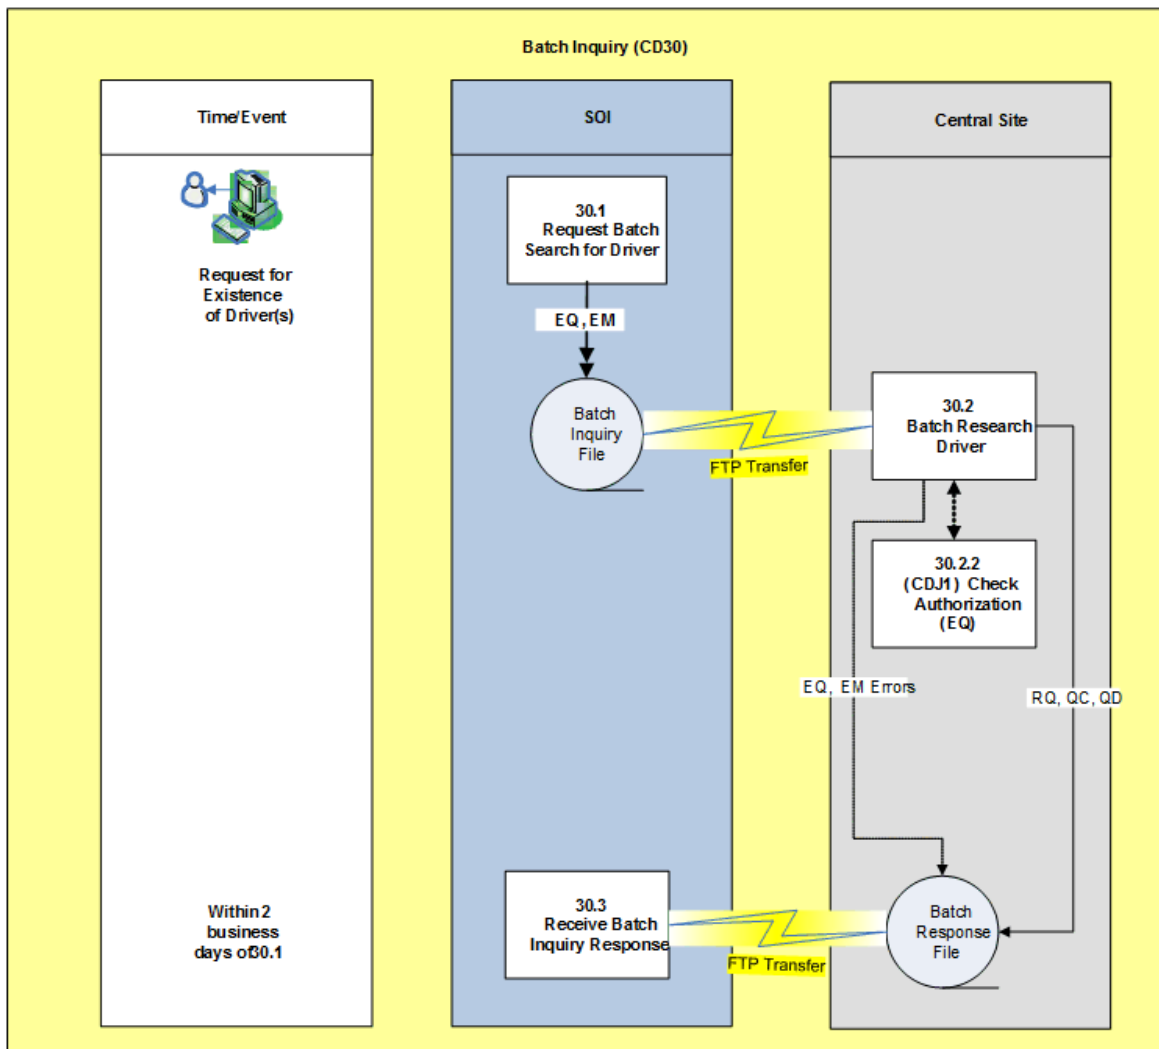 Batch Inquiry (CD30)
Time/Event
SOI
Central Site
Request for
Existence
of Driver(s)
30.1
Request Batch
Search for Driver
EQ, EM
Batch
Inquiry
File
FTP Transfer
30.2
Batch Research
Driver
30.2.2
(CDJ1) Check
Authorization
(EQ)
EQ, EM Errors
RQ, QC, QD
Within 2
business
days of30.1
30.3
Receive Batch
Inquiry Response
FTP Transfer
Batch
Response
File